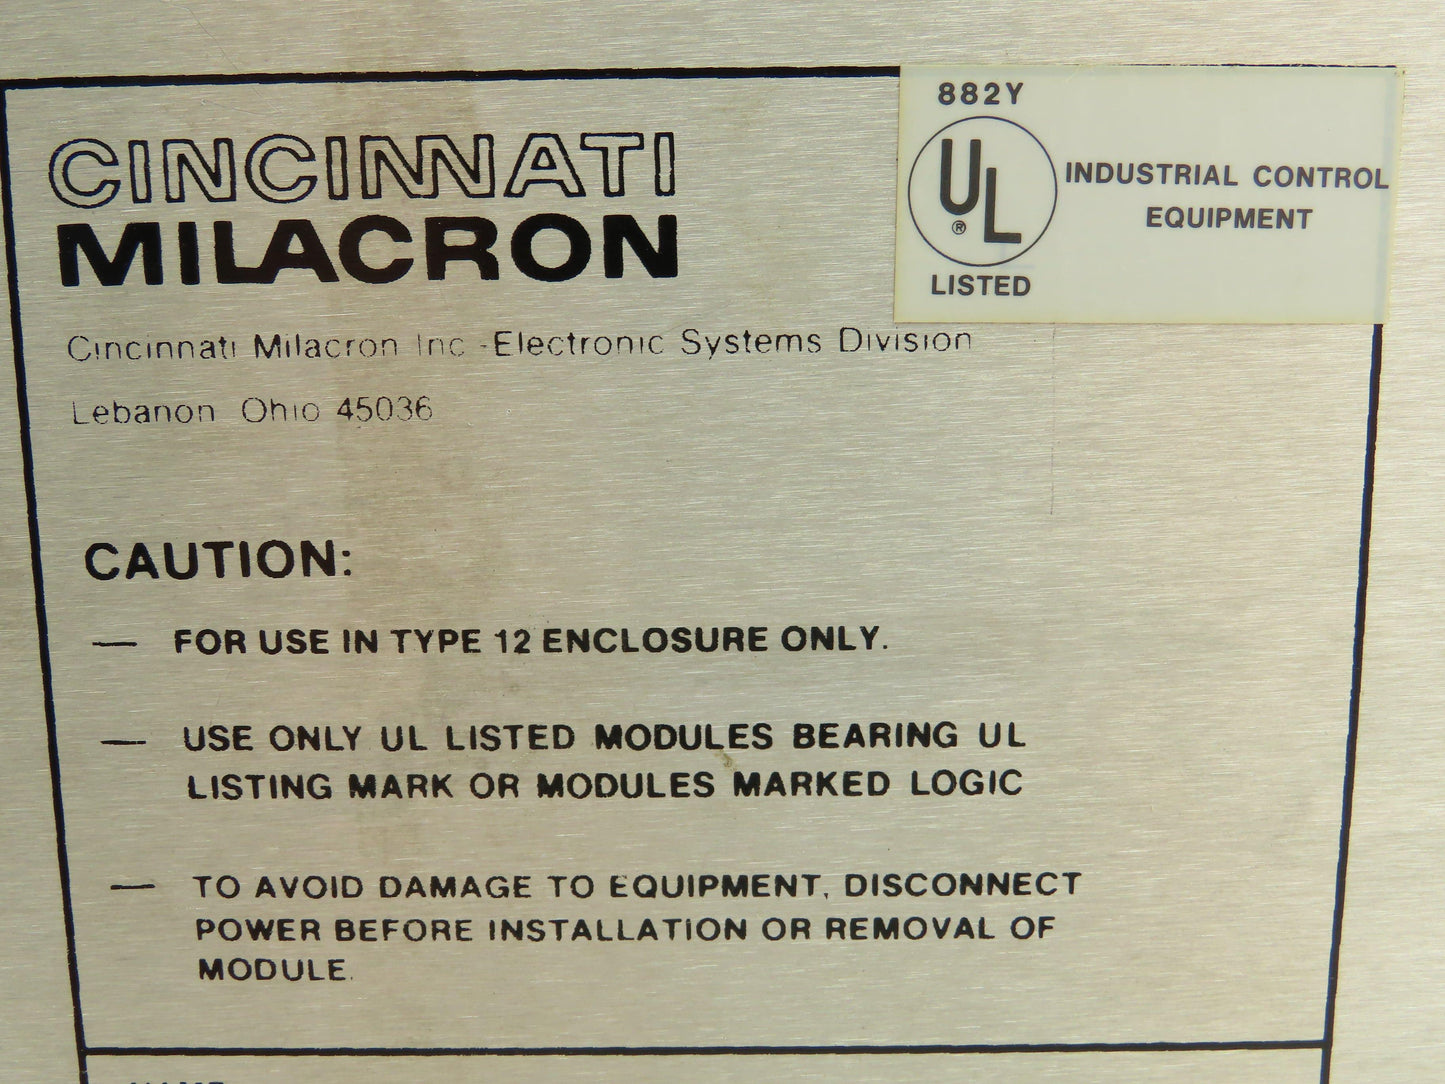 CINCINNATI
MILACRON
Cincinnati Milacron Inc -Electronic Systems Division
Lebanon Ohio 45036
882Y
UL
®
LISTED
INDUSTRIAL CONTROL
EQUIPMENT
CAUTION:
— FOR USE IN TYPE 12 ENCLOSURE ONLY.
— USE ONLY UL LISTED MODULES BEARING UL
LISTING MARK OR MODULES MARKED LOGIC
— TO AVOID DAMAGE TO EQUIPMENT, DISCONNECT
POWER BEFORE INSTALLATION OR REMOVAL OF
MODULE.